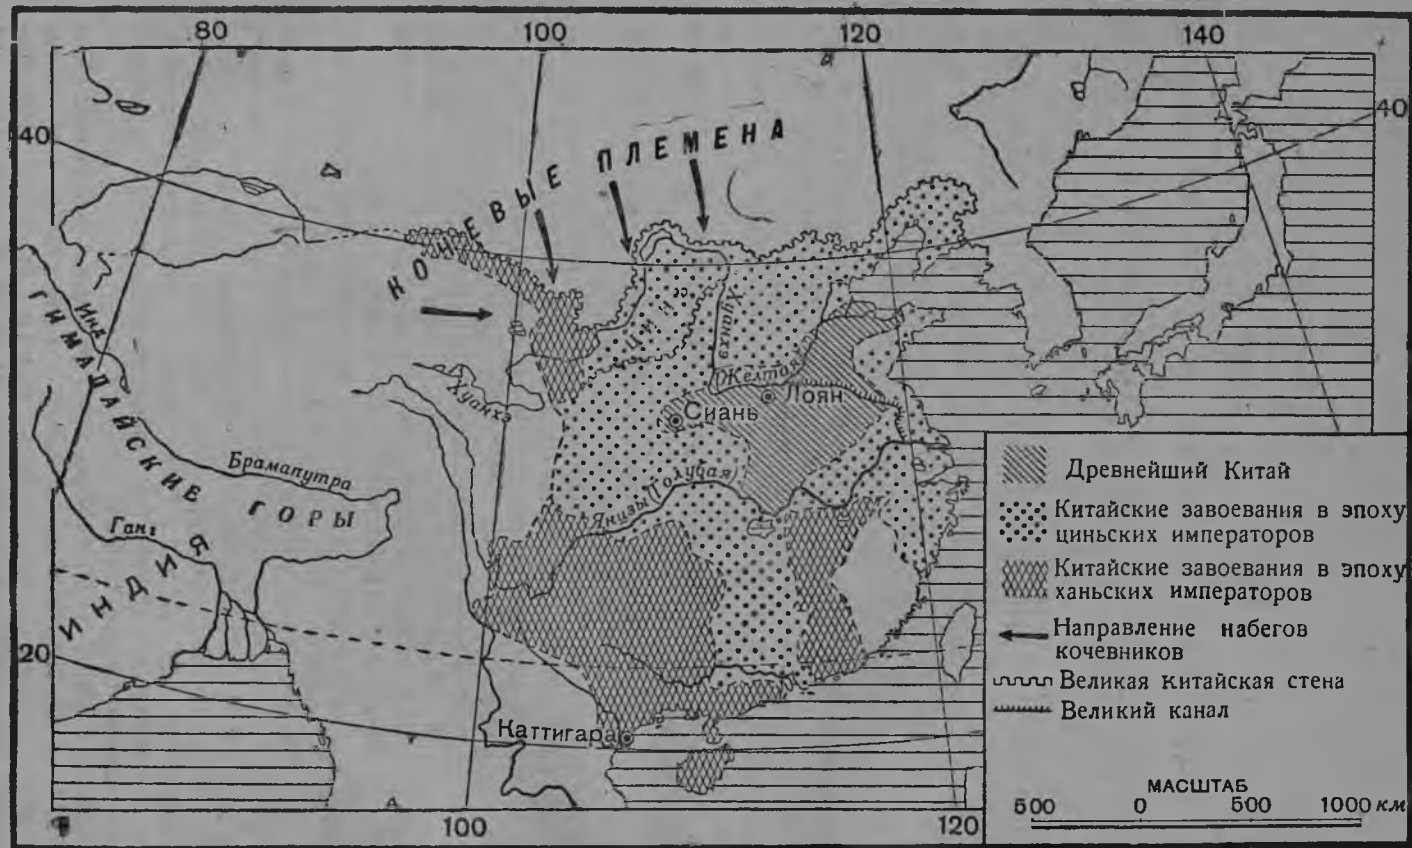 80
100
120
140
40
40
КОЧЕВЫЕ ПЛЕМЕНА
Инд
ГИМАЛАЙСКИЕ ГОРЫ
Хуанхэ
Хуанхэ
(Желтая)
Сиань
Лоян
Брамапутра
Янцзы (Голубая)
Ганг
ИНДИЯ
20
Каттигара
100
120
Древнейший Китай
Китайские завоевания в эпоху
циньских императоров
Китайские завоевания в эпоху
ханьских императоров
Направление набегов
кочевников
Великая китайская стена
Великий канал
МАСШТАБ
500 0 500 1000 км